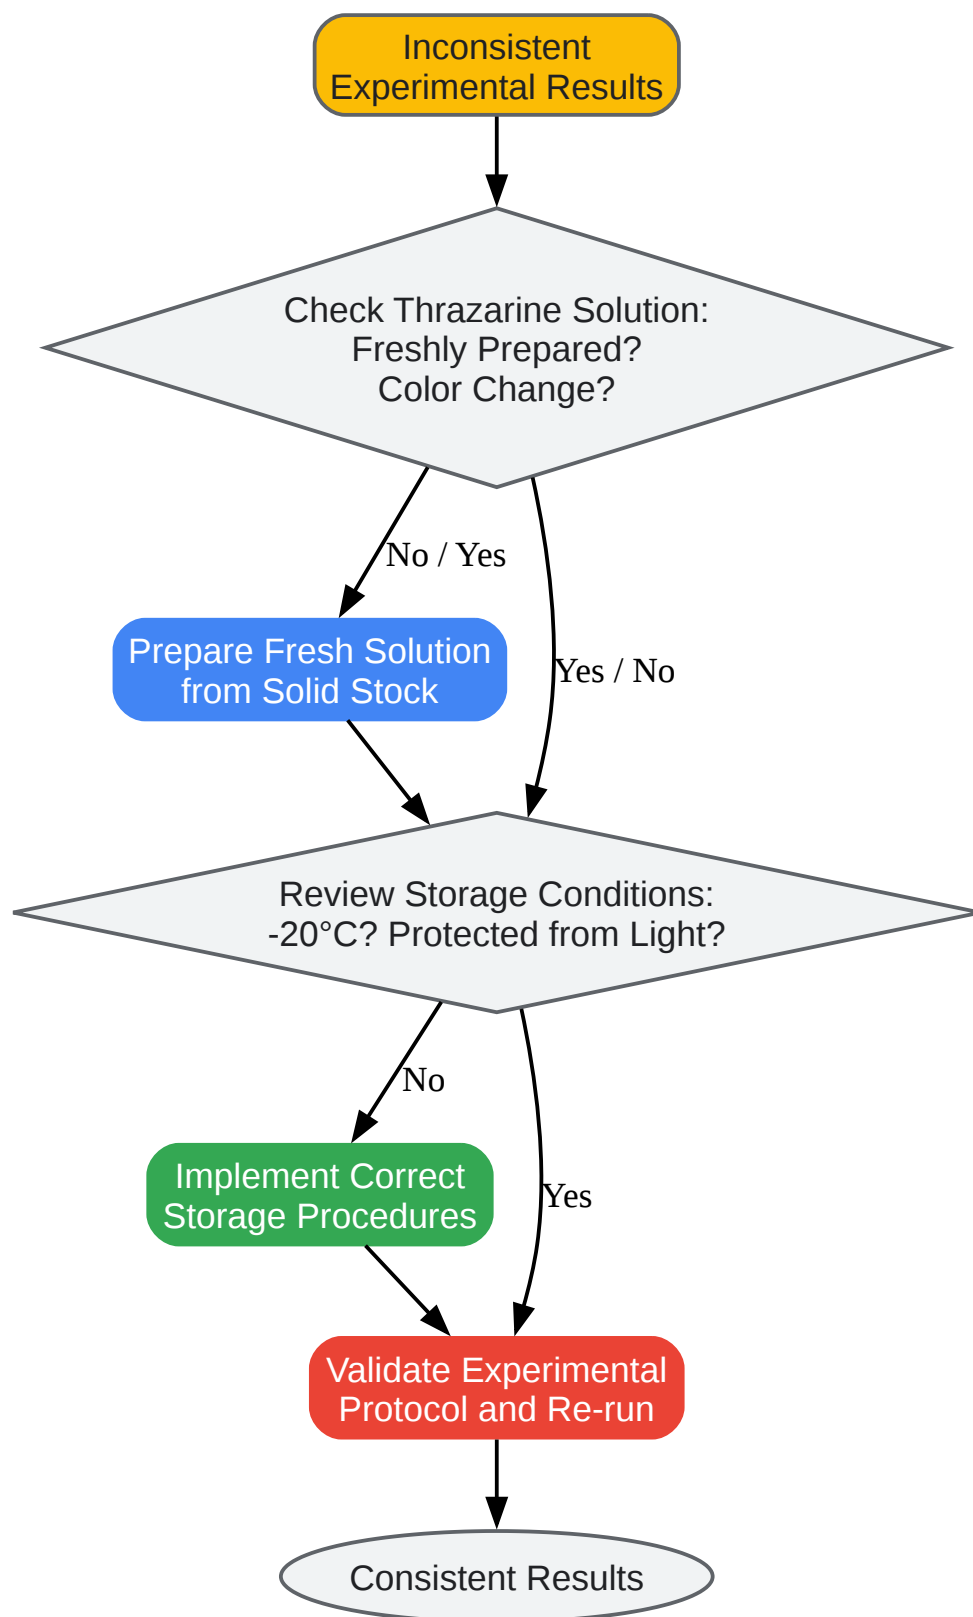 Inconsistent
Experimental Results
Check Thrazarine Solution:
Freshly Prepared?
Color Change?
No / Yes
Prepare Fresh Solution
from Solid Stock
Yes / No
Review Storage Conditions:
-20°C? Protected from Light?
No
Implement Correct
Storage Procedures
Yes
Validate Experimental
Protocol and Re-run
Consistent Results